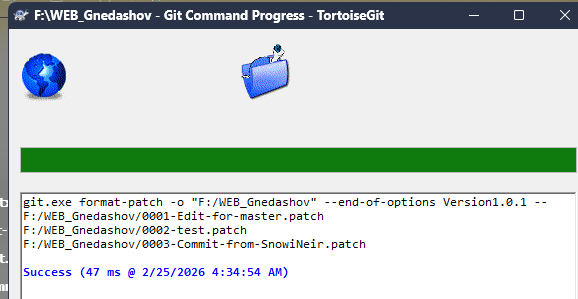 F:\WEB_Gnedashov - Git Command Progress - TortoiseGit
git.exe format-patch -o "F:/WEB_Gnedashov" --end-of-options Version1.0.1 --
F:/WEB_Gnedashov/0001-Edit-for-master.patch
F:/WEB_Gnedashov/0002-test.patch
F:/WEB_Gnedashov/0003-Commit-from-SnowiNeir.patch
Success (47 ms @ 2/25/2026 4:34:54 AM)